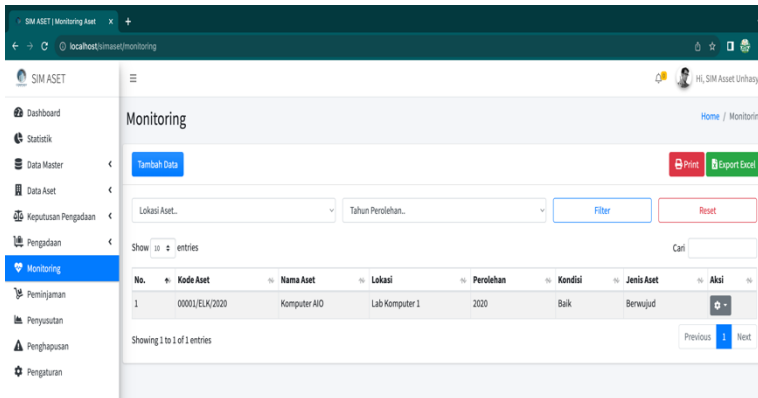 SIM ASET | Monitoring Aset X +
localhost/simaset/monitoring
SIM ASET
Hi, SIM Asset Unhasy
Dashboard
Statistik
Data Master
Data Aset
Keputusan Pengadaan
Pengadaan
Monitoring
Peminjaman
Penyusutan
Penghapusan
Pengaturan
Monitoring
Home / Monitorin
Tambah Data
Print Export Excel
Lokasi Aset.. Tahun Perolehan.. Filter Reset
Show 10 entries Cari
No. Kode Aset Nama Aset Lokasi Perolehan Kondisi Jenis Aset Aksi
1 00001/ELK/2020 Komputer AIO Lab Komputer 1 2020 Baik Berwujud
Showing 1 to 1 of 1 entries Previous 1 Next